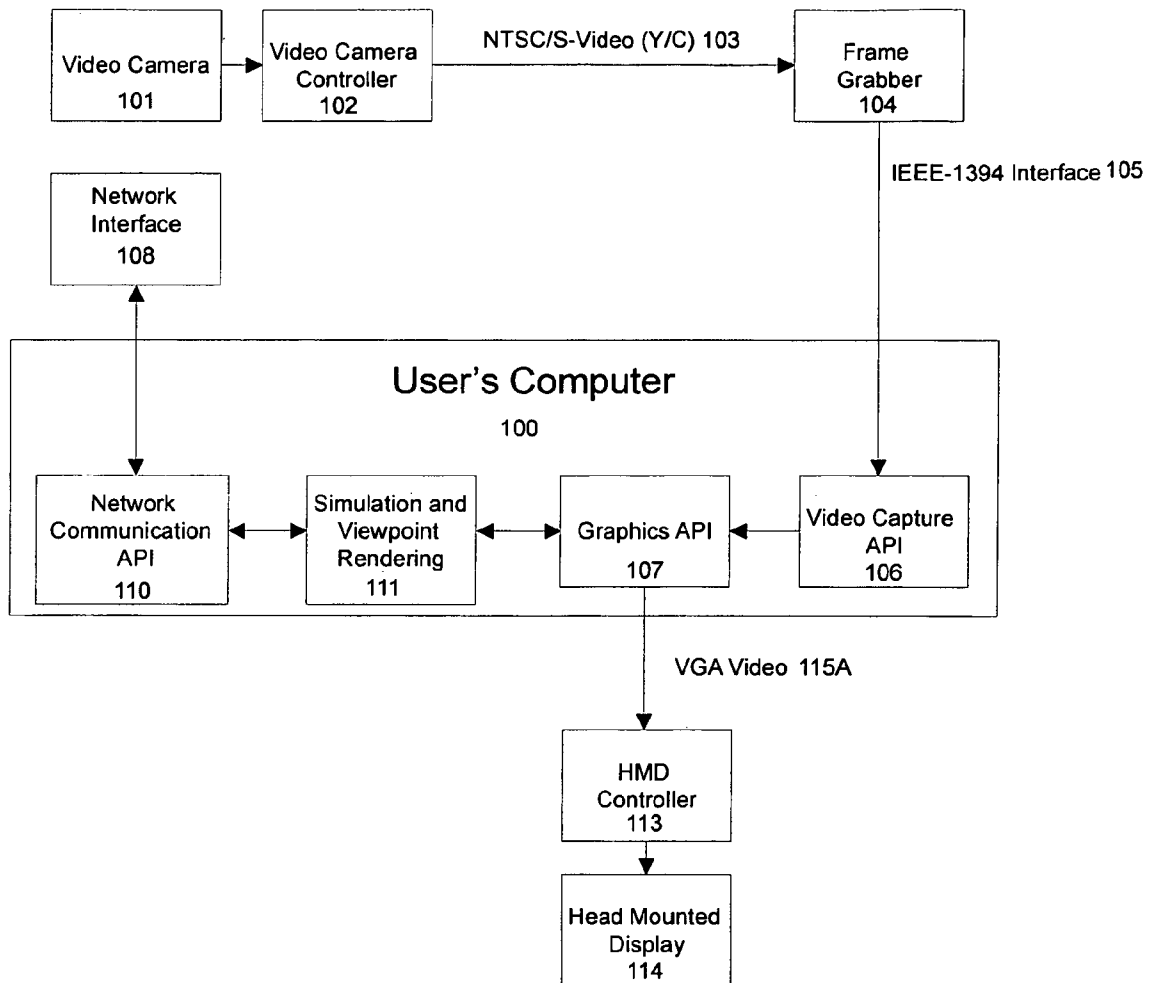 Video Camera
101
Video Camera
Controller
102
NTSC/S-Video (Y/C) 103
Frame
Grabber
104
IEEE-1394 Interface 105
Network
Interface
108
User's Computer
100
Network
Communication
API
110
Simulation and
Viewpoint
Rendering
111
Graphics API
107
Video Capture
API
106
VGA Video 115A
HMD
Controller
113
Head Mounted
Display
114